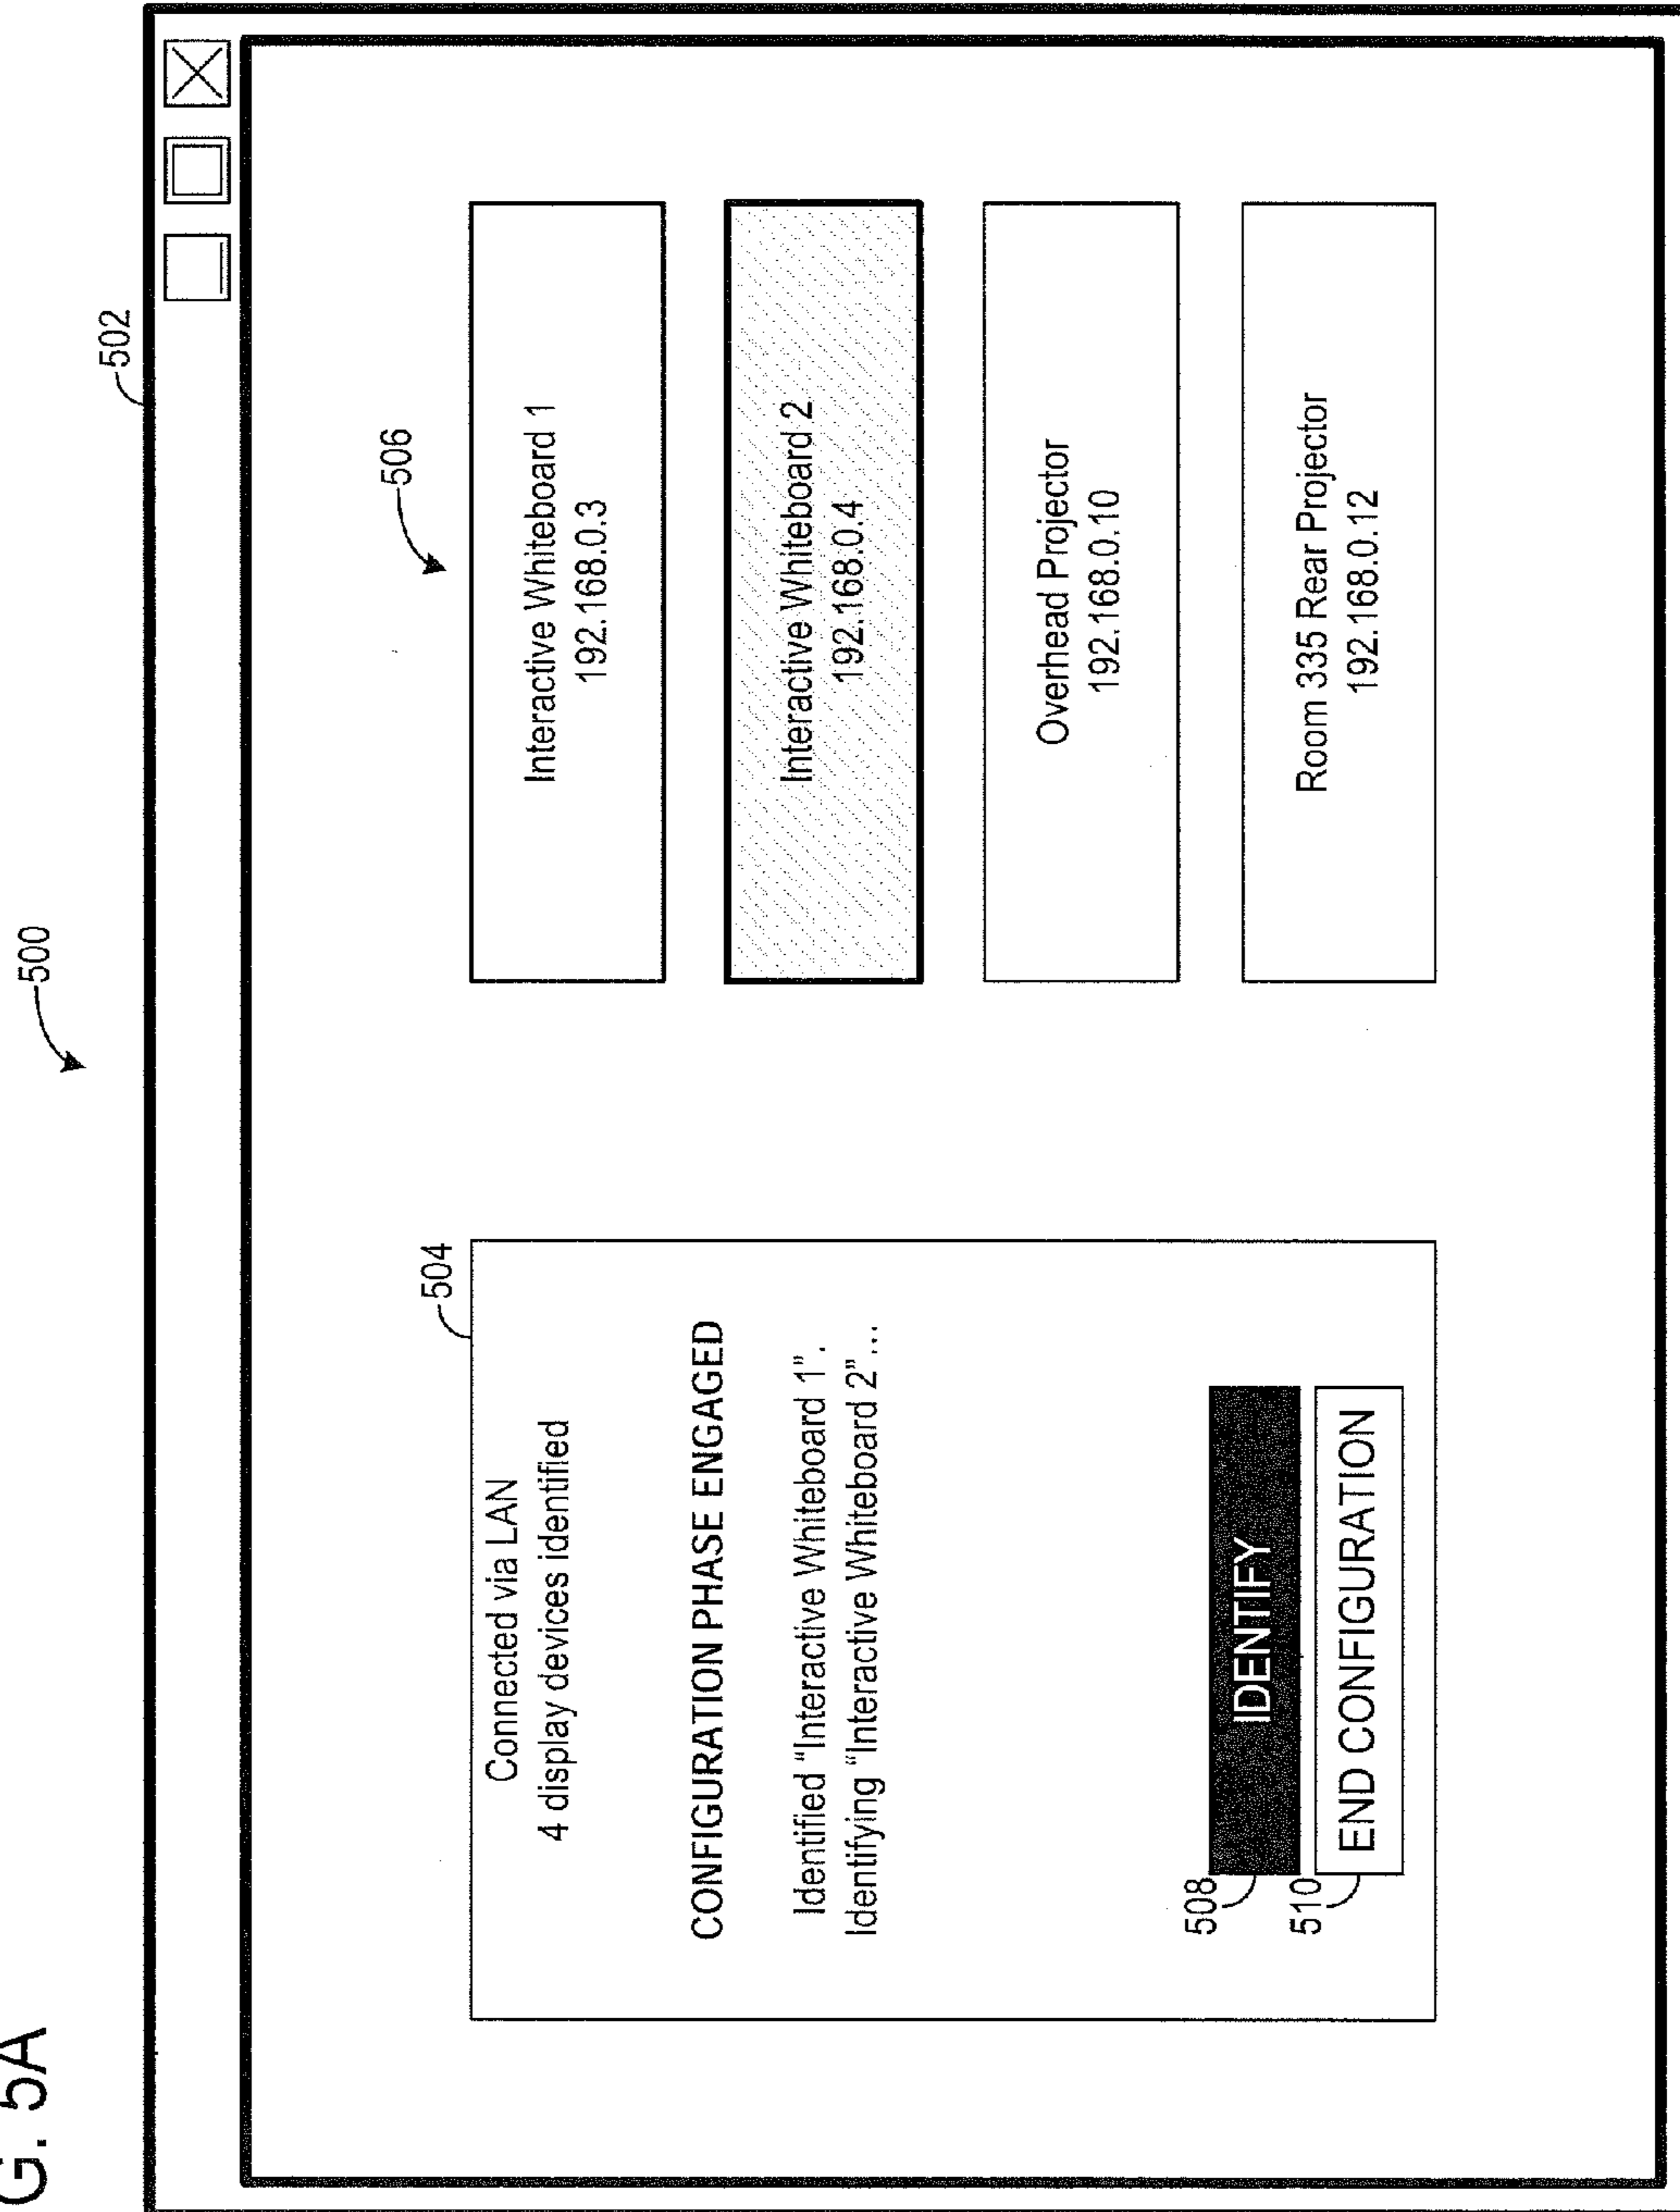 G. 5A
500
502
504
Connected via LAN
4 display devices identified
CONFIGURATION PHASE ENGAGED
Identified “Interactive Whiteboard 1”.
Identifying “Interactive Whiteboard 2”...
508
IDENTIFY
510
END CONFIGURATION
506
Interactive Whiteboard 1
192.168.0.3
Interactive Whiteboard 2
192.168.0.4
Overhead Projector
192.168.0.10
Room 335 Rear Projector
192.168.0.12